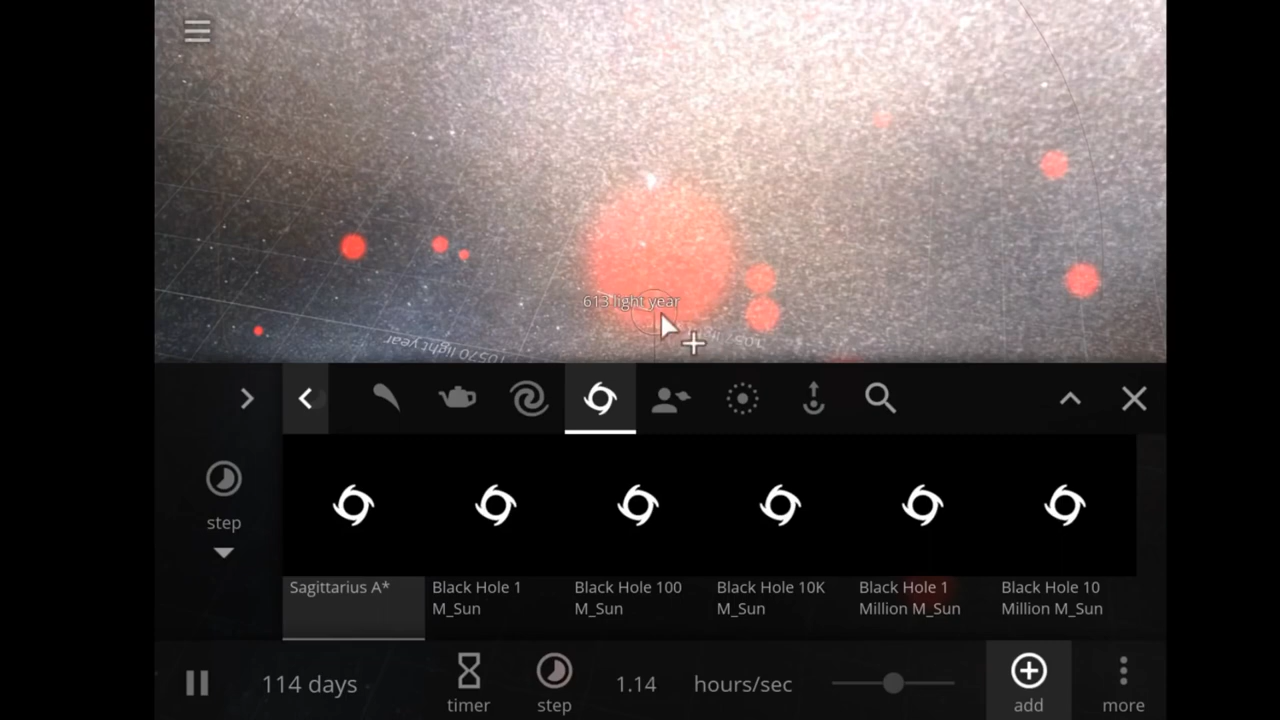 613 light year
10570 light year
step
Sagittarius A*
Black Hole 1
M_Sun
Black Hole 100
M_Sun
Black Hole 10K
M_Sun
Black Hole 1
Million M_Sun
Black Hole 10
Million M_Sun
114 days
timer
step
1.14
hours/sec
add
more